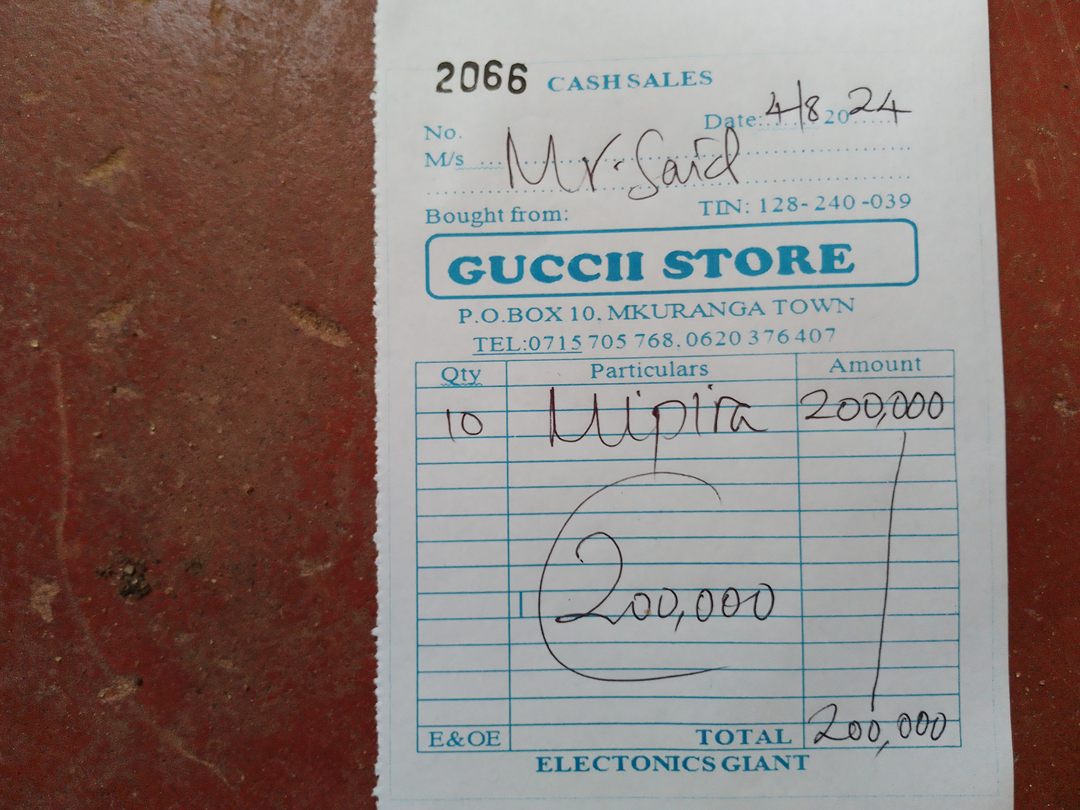 2066 CASH SALES
No. Date: 4/8 2024
M/s Mr. Said
Bought from: TIN: 128-240-039
GUCCII STORE
P.O.BOX 10, MKURANGA TOWN
TEL:0715 705 768, 0620 376 407
Qty Particulars Amount
10 Mipira 200,000
200,000
E&OE TOTAL 200,000
ELECTONICS GIANT